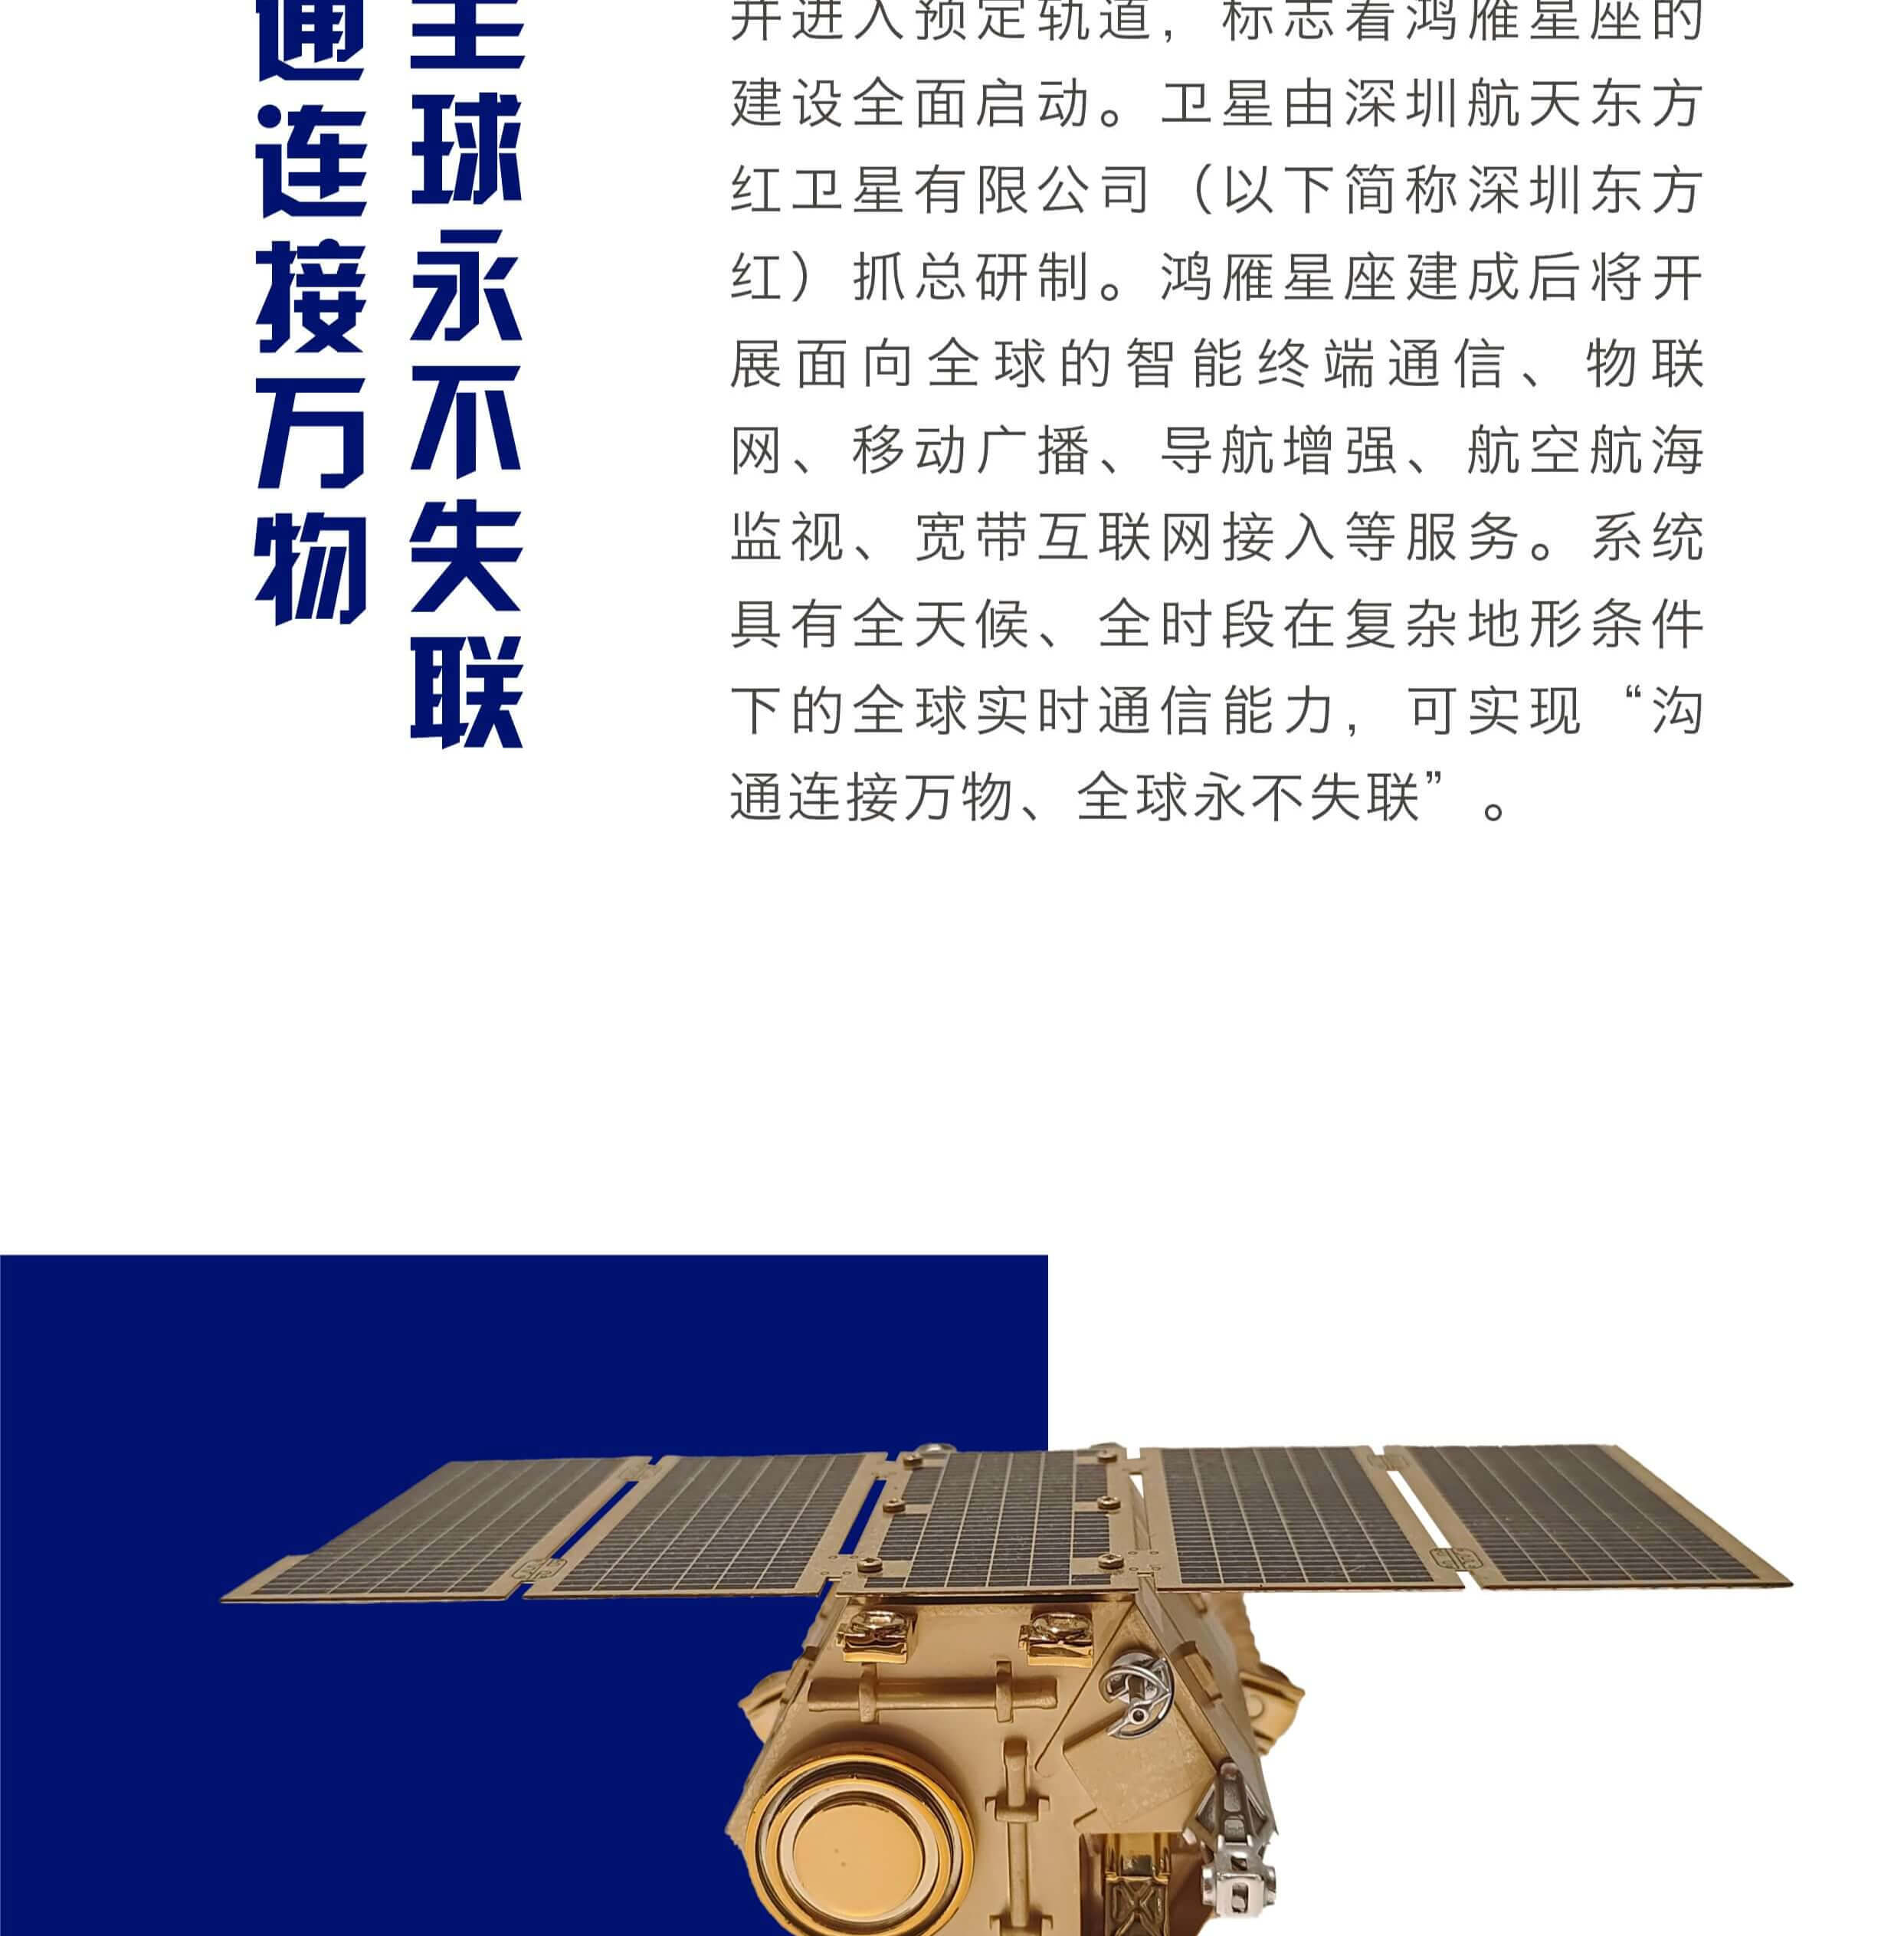 全球永不失联
通连接万物
并进入预定轨道，标志着鸿雁星座的
建设全面启动。卫星由深圳航天东方
红卫星有限公司（以下简称深圳东方
红）抓总研制。鸿雁星座建成后将开
展面向全球的智能终端通信、物联
网、移动广播、导航增强、航空航海
监视、宽带互联网接入等服务。系统
具有全天候、全时段在复杂地形条件
下的全球实时通信能力，可实现“沟
通连接万物、全球永不失联”。